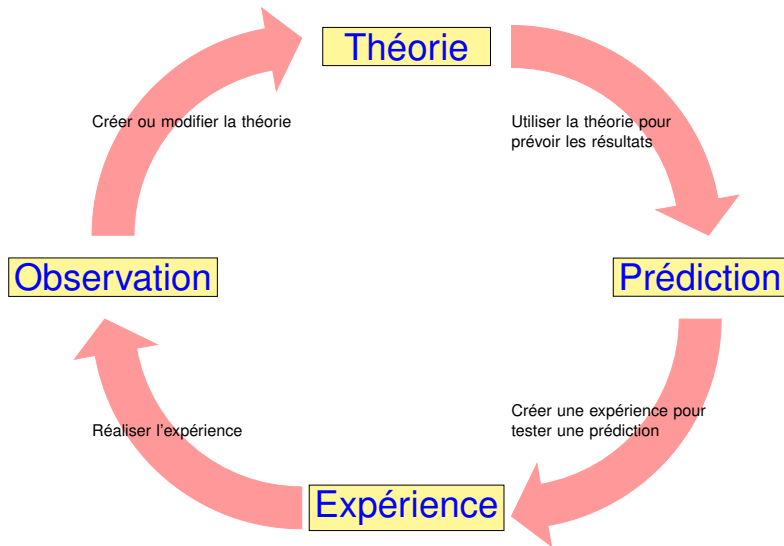 Théorie
Créer ou modifier la théorie
Utiliser la théorie pour
prévoir les résultats
Observation
Prédiction
Réaliser l'expérience
Créer une expérience pour
tester une prédiction
Expérience